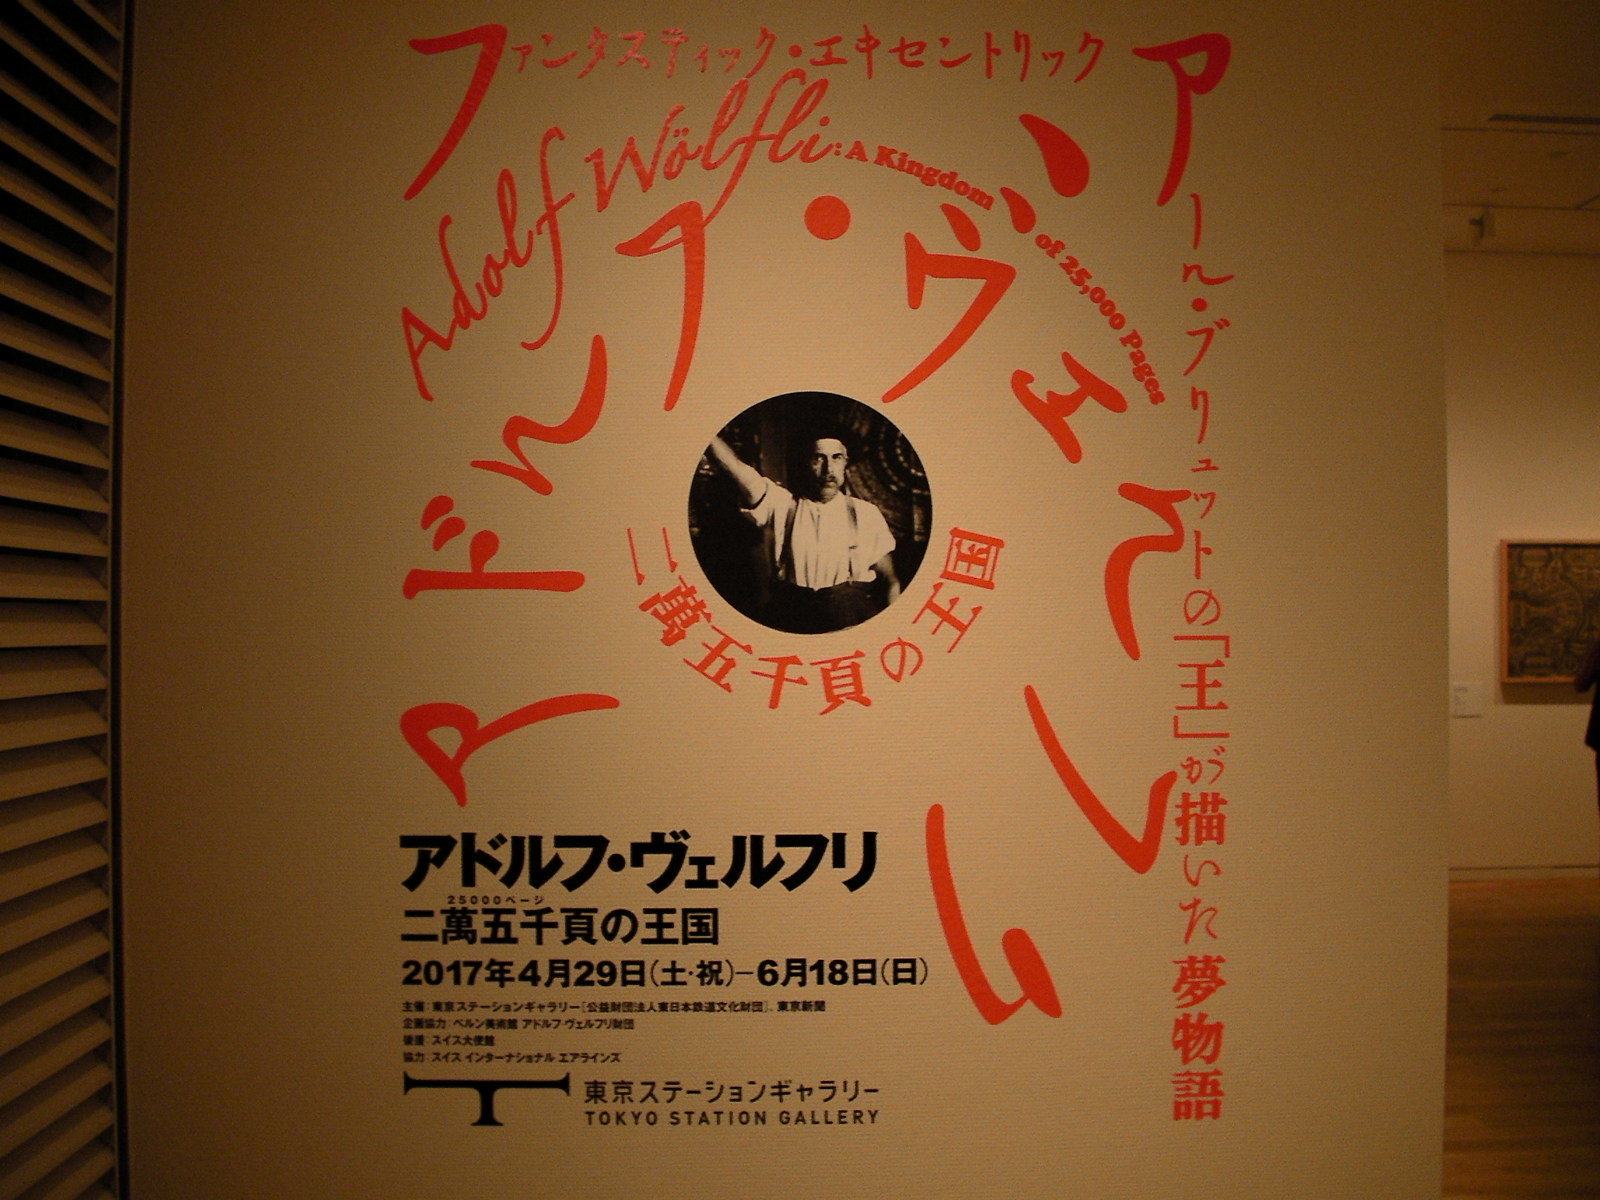 ファンタスティック・エキセントリック
アール・ブリュットの「王」が描いた夢物語
Adolf Wölfli: A Kingdom of 25,000 Pages
アドルフ・ヴェルフリ
二萬五千頁の王国
アドルフ・ヴェルフリ
25000ページ
二萬五千頁の王国
2017年4月29日(土・祝)−6月18日(日)
主催:東京ステーションギャラリー[公益財団法人東日本鉄道文化財団]、東京新聞
企画協力:ベルン美術館 アドルフ・ヴェルフリ財団
後援:スイス大使館
協力:スイス インターナショナル エアラインズ
東京ステーションギャラリー
TOKYO STATION GALLERY